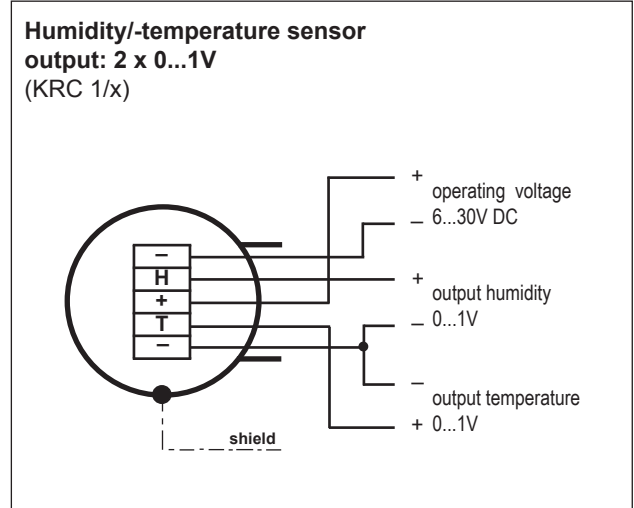 Humidity/-temperature sensor
output: 2 x 0...1V
(KRC 1/x)
+
operating voltage
– 6...30V DC
–
H
+
T
–
+
output humidity
– 0...1V
–
output temperature
+ 0...1V
shield